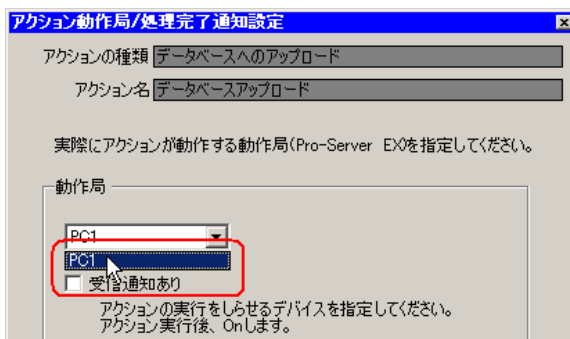 アクション動作局/処理完了通知設定
アクションの種類 データベースへのアップロード
アクション名 データベースアップロード
実際にアクションが動作する動作局(Pro-Server EX)を指定してください。
動作局
PC1
PC1
受信通知あり
アクションの実行をしらせるデバイスを指定してください。
アクション実行後、Onします。